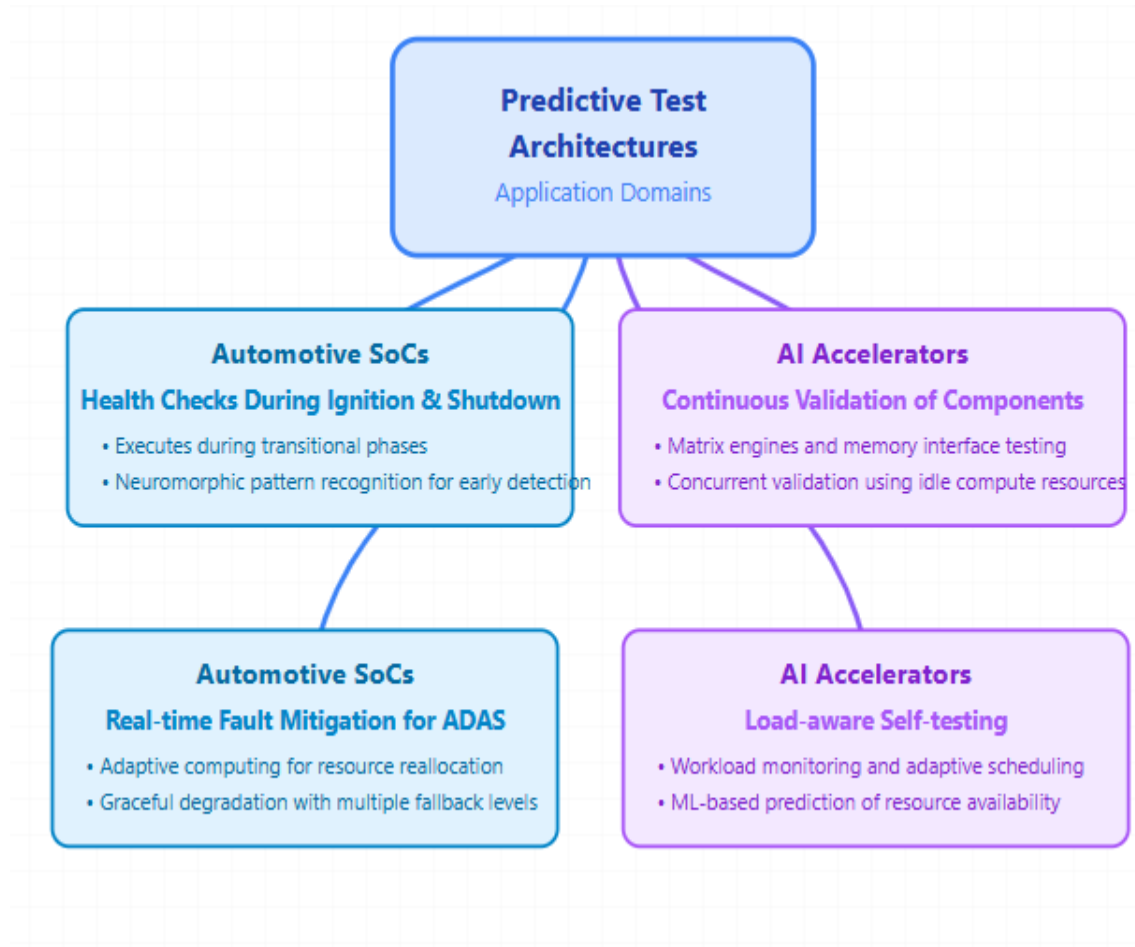 Predictive Test
Architectures
Application Domains
Automotive SoCs
Health Checks During Ignition & Shutdown
• Executes during transitional phases
• Neuromorphic pattern recognition for early detection
AI Accelerators
Continuous Validation of Components
• Matrix engines and memory interface testing
• Concurrent validation using idle compute resources
Automotive SoCs
Real-time Fault Mitigation for ADAS
• Adaptive computing for resource reallocation
• Graceful degradation with multiple fallback levels
AI Accelerators
Load-aware Self-testing
• Workload monitoring and adaptive scheduling
• ML-based prediction of resource availability